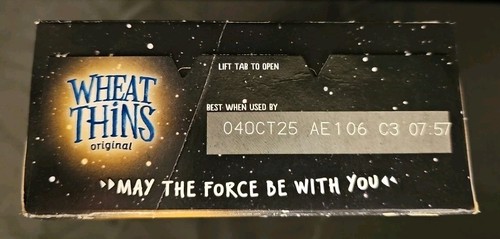 LIFT TAB TO OPEN
WHEAT
THINS
original
BEST WHEN USED BY
04OCT25 AE106 C3 07:57
MAY THE FORCE BE WITH YOU